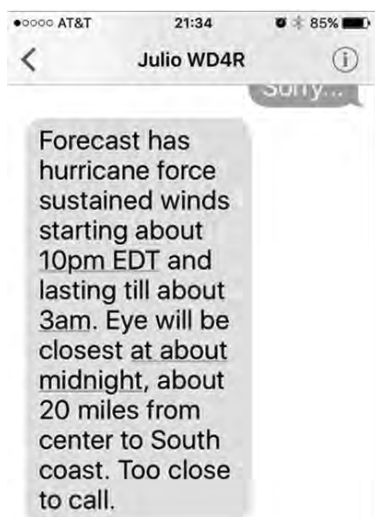 AT&T 21:34 85%
Julio WD4R
Sorry...
Forecast has
hurricane force
sustained winds
starting about
10pm EDT and
lasting till about
3am. Eye will be
closest at about
midnight, about
20 miles from
center to South
coast. Too close
to call.